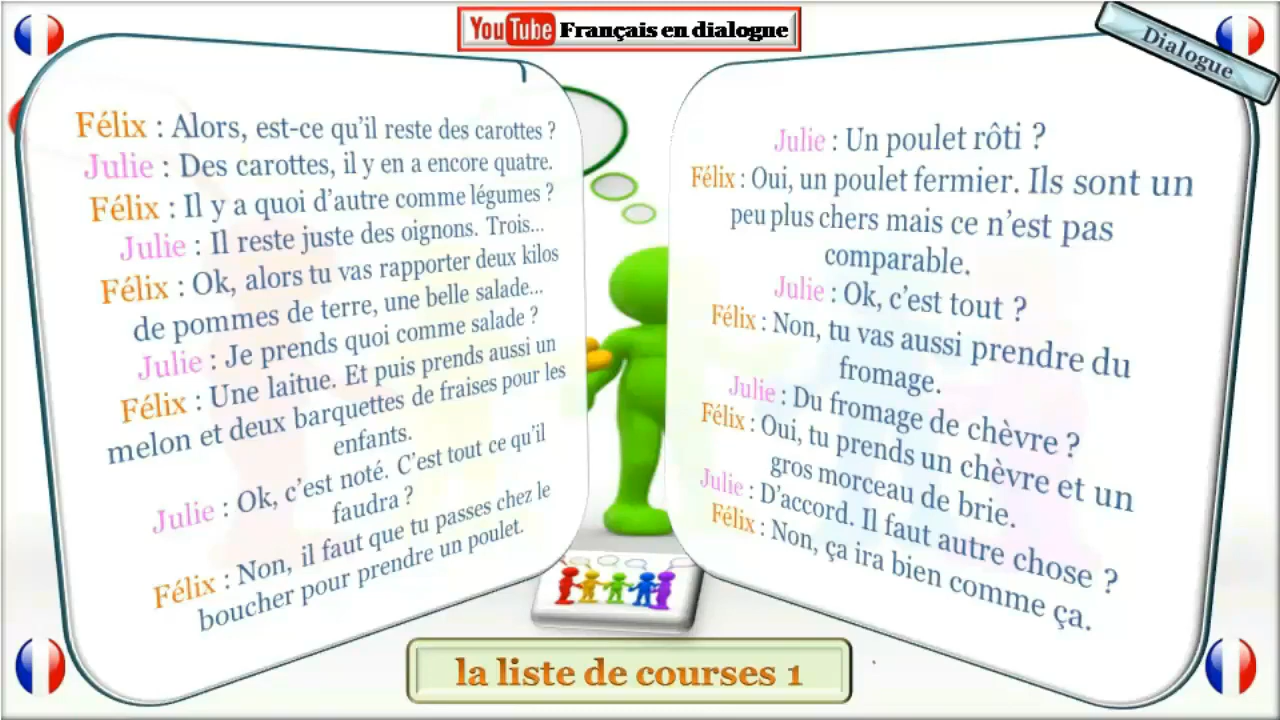 YouTube Français en dialogue
Dialogue
Félix : Alors, est-ce qu'il reste des carottes ?
Julie : Des carottes, il y en a encore quatre.
Félix : Il y a quoi d'autre comme légumes ?
Julie : Il reste juste des oignons. Trois...
Félix : Ok, alors tu vas rapporter deux kilos
de pommes de terre, une belle salade...
Julie : Je prends quoi comme salade ?
Félix : Une laitue. Et puis prends aussi un
melon et deux barquettes de fraises pour les
enfants.
Julie : Ok, c'est noté. C'est tout ce qu'il
faudra ?
Félix : Non, il faut que tu passes chez le
boucher pour prendre un poulet.
Julie : Un poulet rôti ?
Félix : Oui, un poulet fermier. Ils sont un
peu plus chers mais ce n'est pas
comparable.
Julie : Ok, c'est tout ?
Félix : Non, tu vas aussi prendre du
fromage.
Julie : Du fromage de chèvre ?
Félix : Oui, tu prends un chèvre et un
gros morceau de brie.
Julie : D'accord. Il faut autre chose ?
Félix : Non, ça ira bien comme ça.
la liste de courses 1